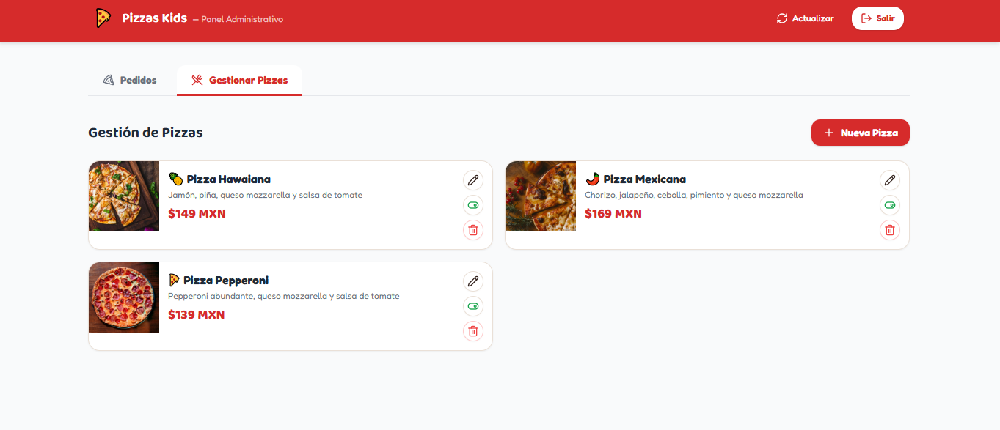 Pizzas Kids — Panel Administrativo
Actualizar
Salir
Pedidos
Gestionar Pizzas
Gestión de Pizzas
+ Nueva Pizza
Pizza Hawaiana
Jamón, piña, queso mozzarella y salsa de tomate
$149 MXN
Pizza Mexicana
Chorizo, jalapeño, cebolla, pimiento y queso mozzarella
$169 MXN
Pizza Pepperoni
Pepperoni abundante, queso mozzarella y salsa de tomate
$139 MXN